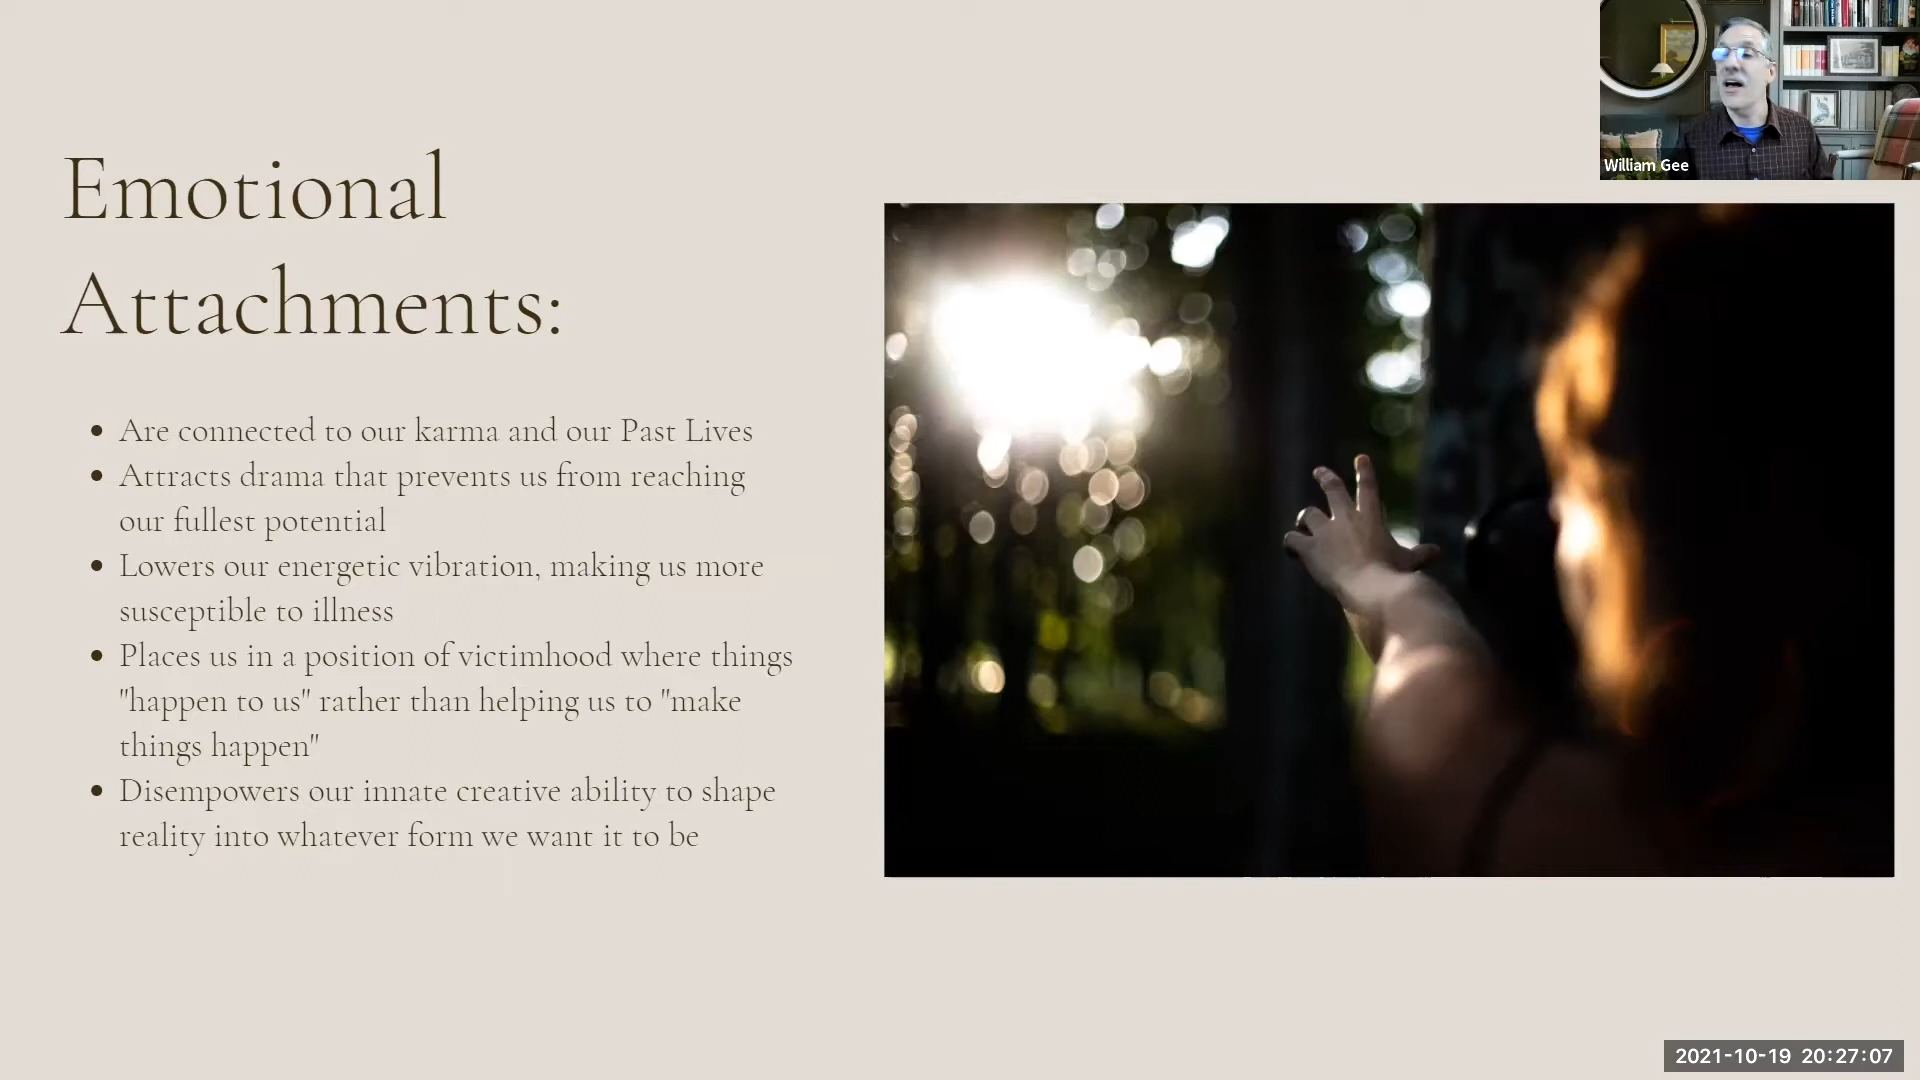 William Gee
Emotional
Attachments:
Are connected to our karma and our Past Lives
Attracts drama that prevents us from reaching
our fullest potential
Lowers our energetic vibration, making us more
susceptible to illness
Places us in a position of victimhood where things
"happen to us" rather than helping us to "make
things happen"
Disempowers our innate creative ability to shape
reality into whatever form we want it to be
2021-10-19 20:27:07